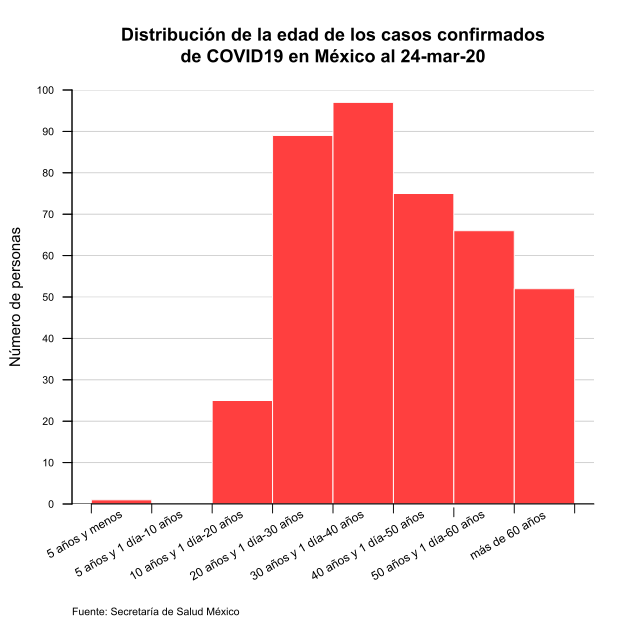 Distribución de la edad de los casos confirmados
de COVID19 en México al 24-mar-20
Número de personas
100
90
80
70
60
50
40
30
20
10
0
5 años y menos
5 años y 1 día-10 años
10 años y 1 día-20 años
20 años y 1 día-30 años
30 años y 1 día-40 años
40 años y 1 día-50 años
50 años y 1 día-60 años
más de 60 años
Fuente: Secretaría de Salud México